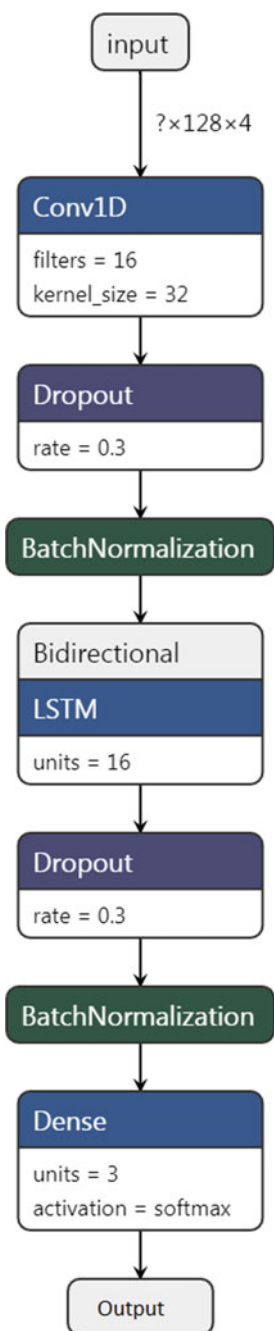 input
?×128×4
Conv1D
filters = 16
kernel_size = 32
Dropout
rate = 0.3
BatchNormalization
Bidirectional
LSTM
units = 16
Dropout
rate = 0.3
BatchNormalization
Dense
units = 3
activation = softmax
Output